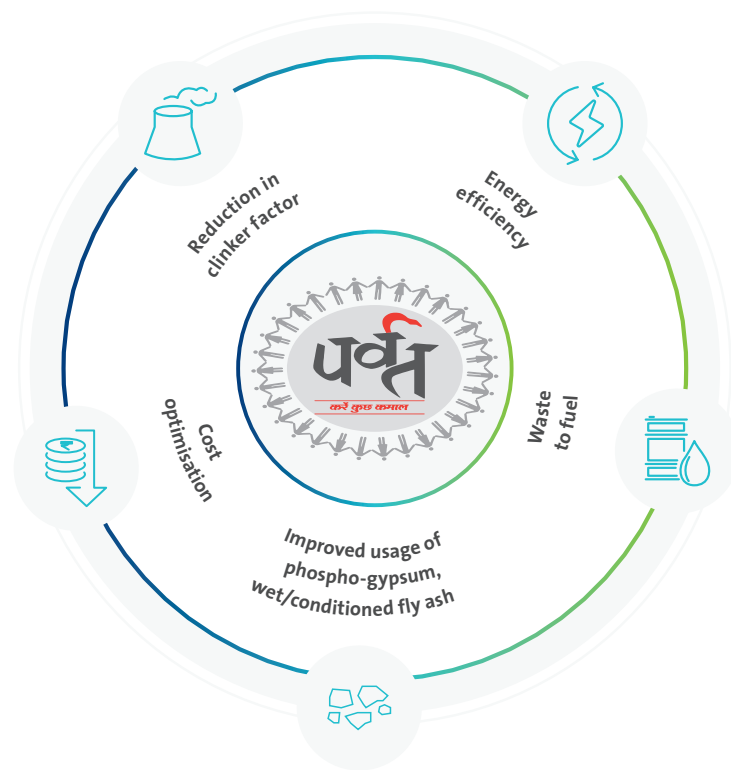 Reduction in
clinker factor
Energy
efficiency
पर्वत
करें कुछ कमाल
Waste
to fuel
Cost
optimisation
Improved usage of
phospho-gypsum,
wet/conditioned fly ash
₹